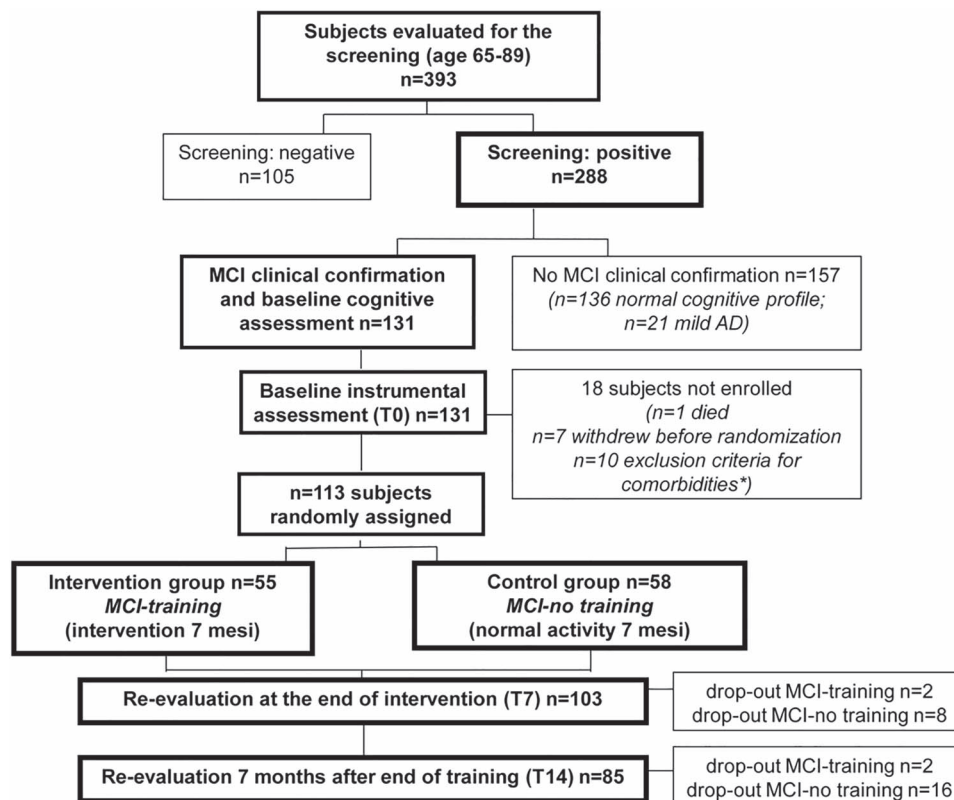 Subjects evaluated for the
screening (age 65-89)
n=393
Screening: negative
n=105
Screening: positive
n=288
MCI clinical confirmation
and baseline cognitive
assessment n=131
No MCI clinical confirmation n=157
(n=136 normal cognitive profile;
n=21 mild AD)
Baseline instrumental
assessment (T0) n=131
18 subjects not enrolled
(n=1 died
n=7 withdrew before randomization
n=10 exclusion criteria for
comorbidities*)
n=113 subjects
randomly assigned
Intervention group n=55
MCI-training
(intervention 7 mesi)
Control group n=58
MCI-no training
(normal activity 7 mesi)
Re-evaluation at the end of intervention (T7) n=103
drop-out MCI-training n=2
drop-out MCI-no training n=8
Re-evaluation 7 months after end of training (T14) n=85
drop-out MCI-training n=2
drop-out MCI-no training n=16